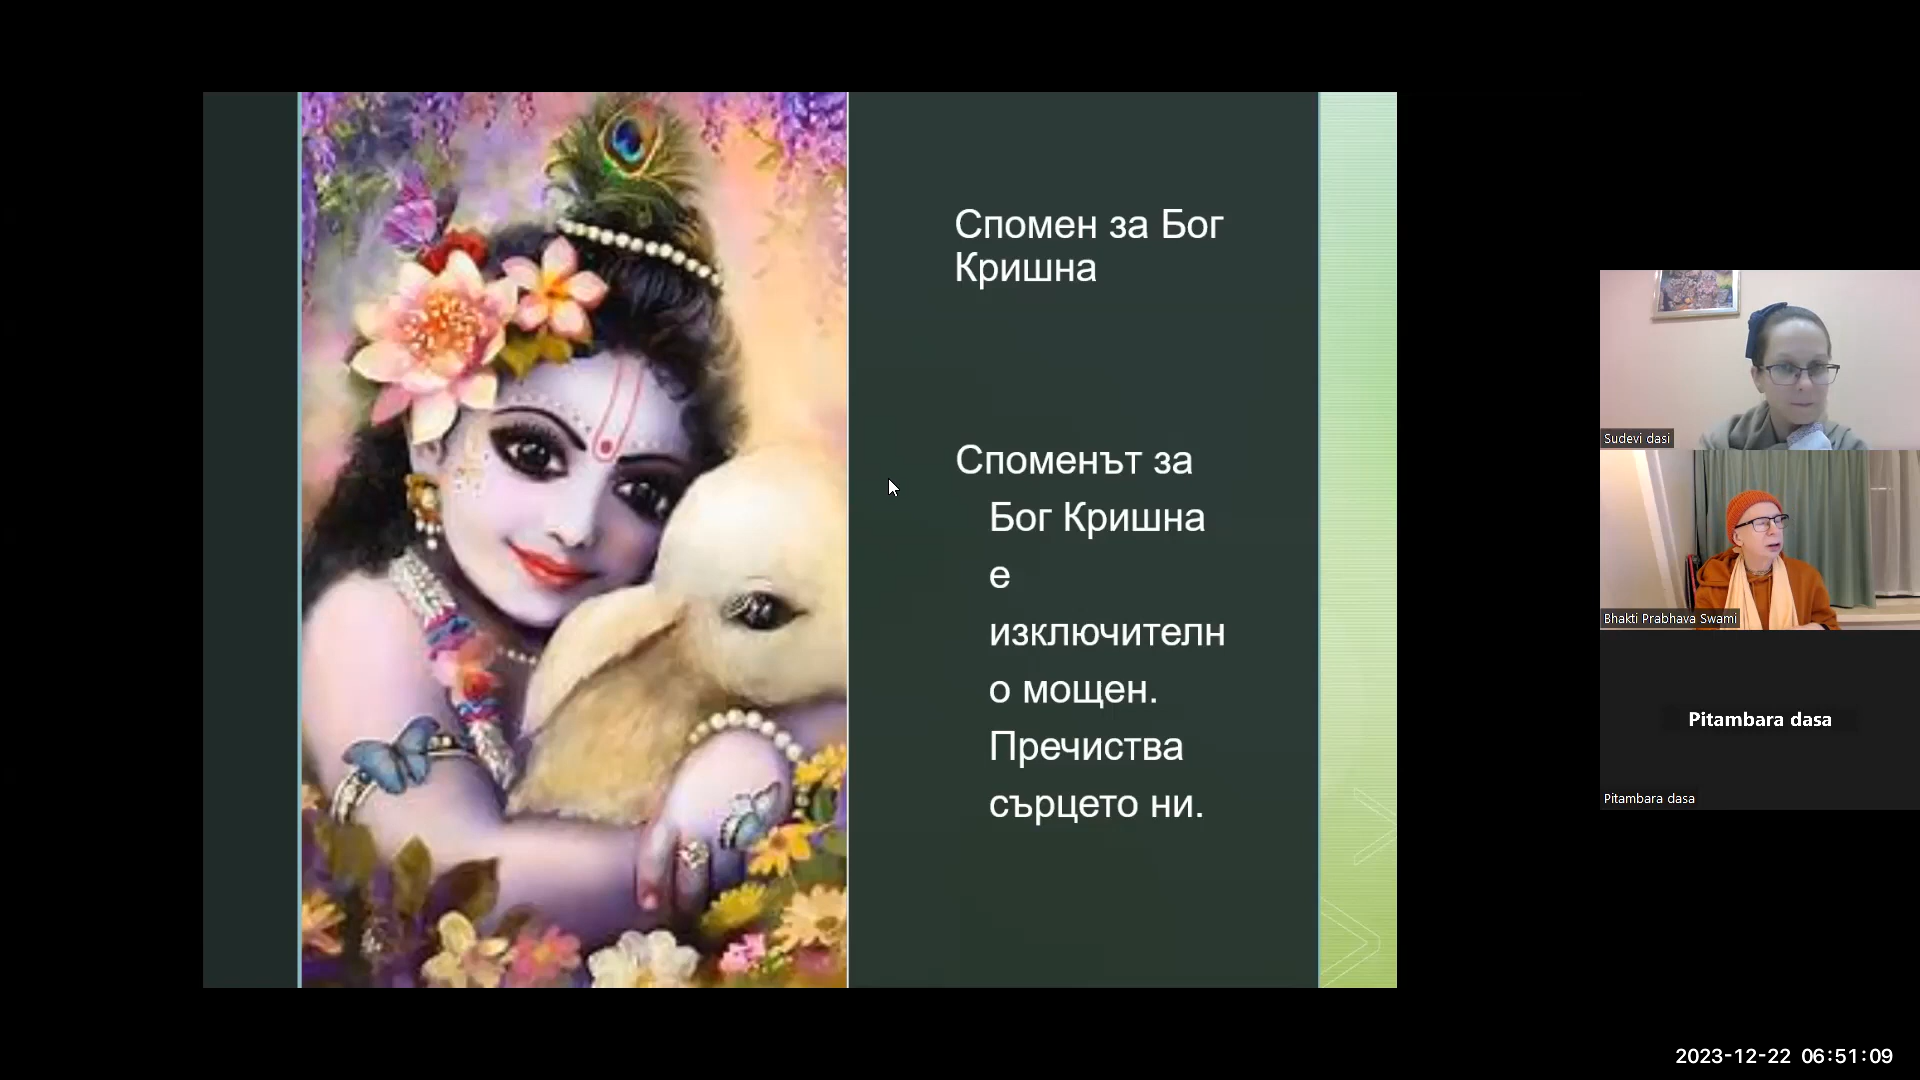 Спомен за Бог
Кришна
Споменът за
Бог Кришна
е
изключителн
о мощен.
Пречиства
сърцето ни.
Sudevi dasi
Bhakti Prabhava Swami
Pitambara dasa
Pitambara dasa
2023-12-22 06:51:09